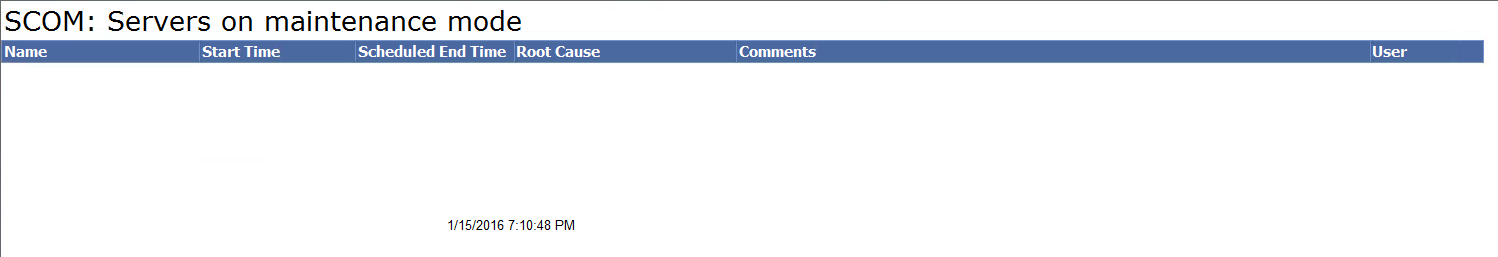 SCOM: Servers on maintenance mode
Name Start Time Scheduled End Time Root Cause Comments User
1/15/2016 7:10:48 PM